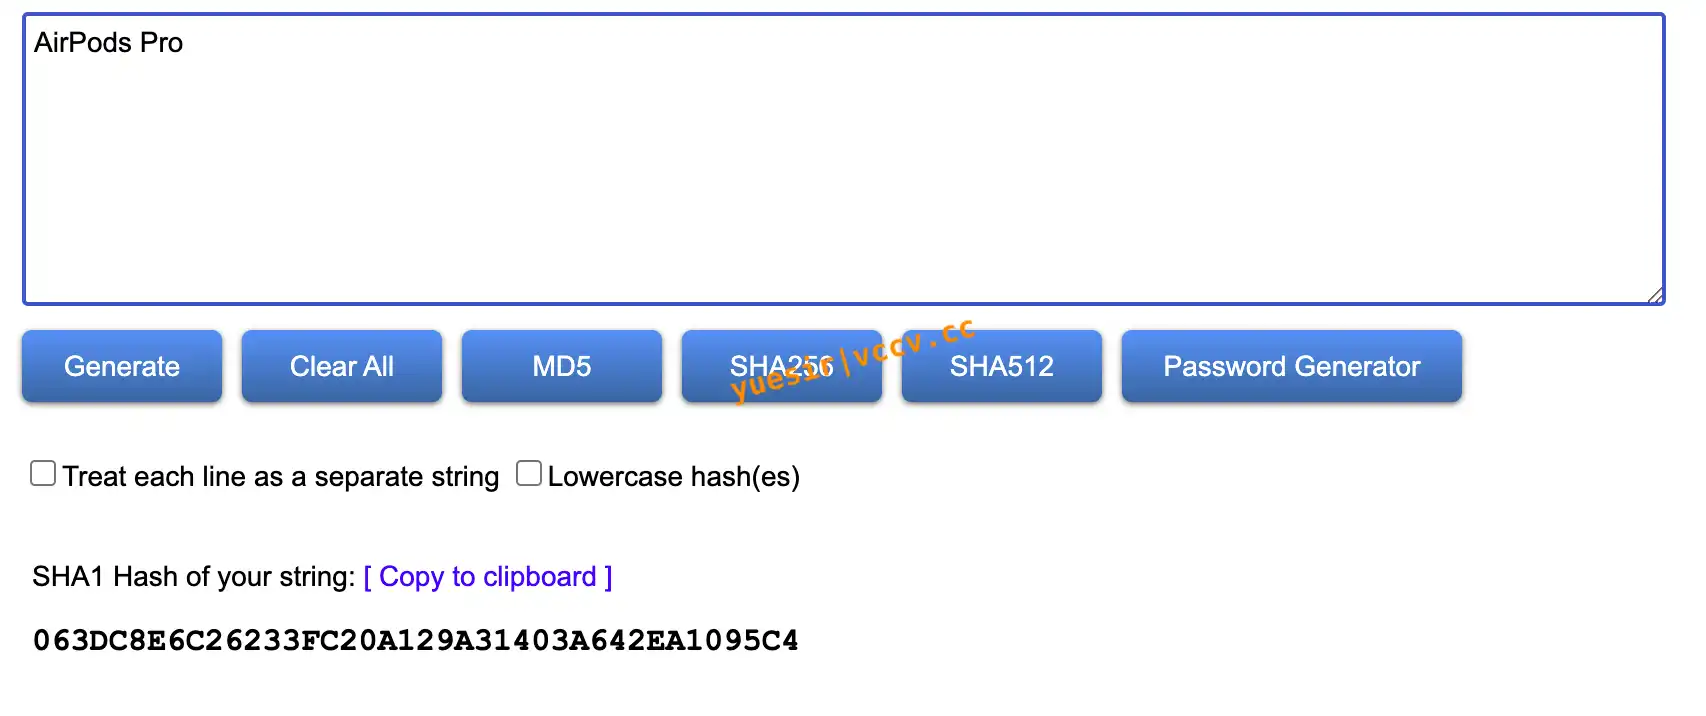 AirPods Pro
Generate Clear All MD5 SHA256 SHA512 Password Generator
yuesir|vccv.cc
Treat each line as a separate string Lowercase hash(es)
SHA1 Hash of your string: [ Copy to clipboard ]
063DC8E6C26233FC20A129A31403A642EA1095C4